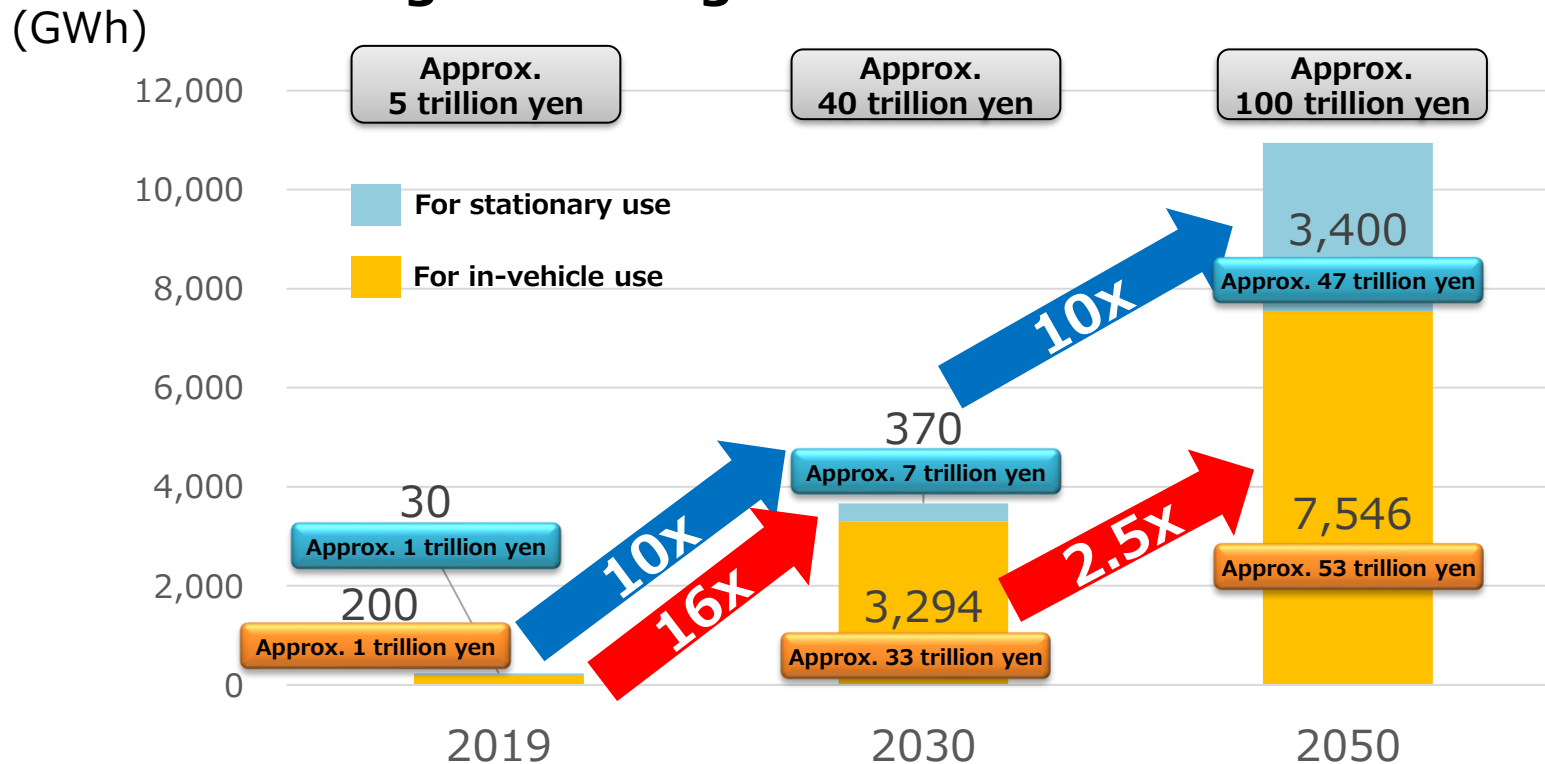 (GWh)
12,000
10,000
8,000
6,000
4,000
2,000
0
Approx.
5 trillion yen
Approx.
40 trillion yen
Approx.
100 trillion yen
For stationary use
For in-vehicle use
30
Approx. 1 trillion yen
200
Approx. 1 trillion yen
10x
16x
370
Approx. 7 trillion yen
3,294
Approx. 33 trillion yen
10x
2.5x
3,400
Approx. 47 trillion yen
7,546
Approx. 53 trillion yen
2019
2030
2050